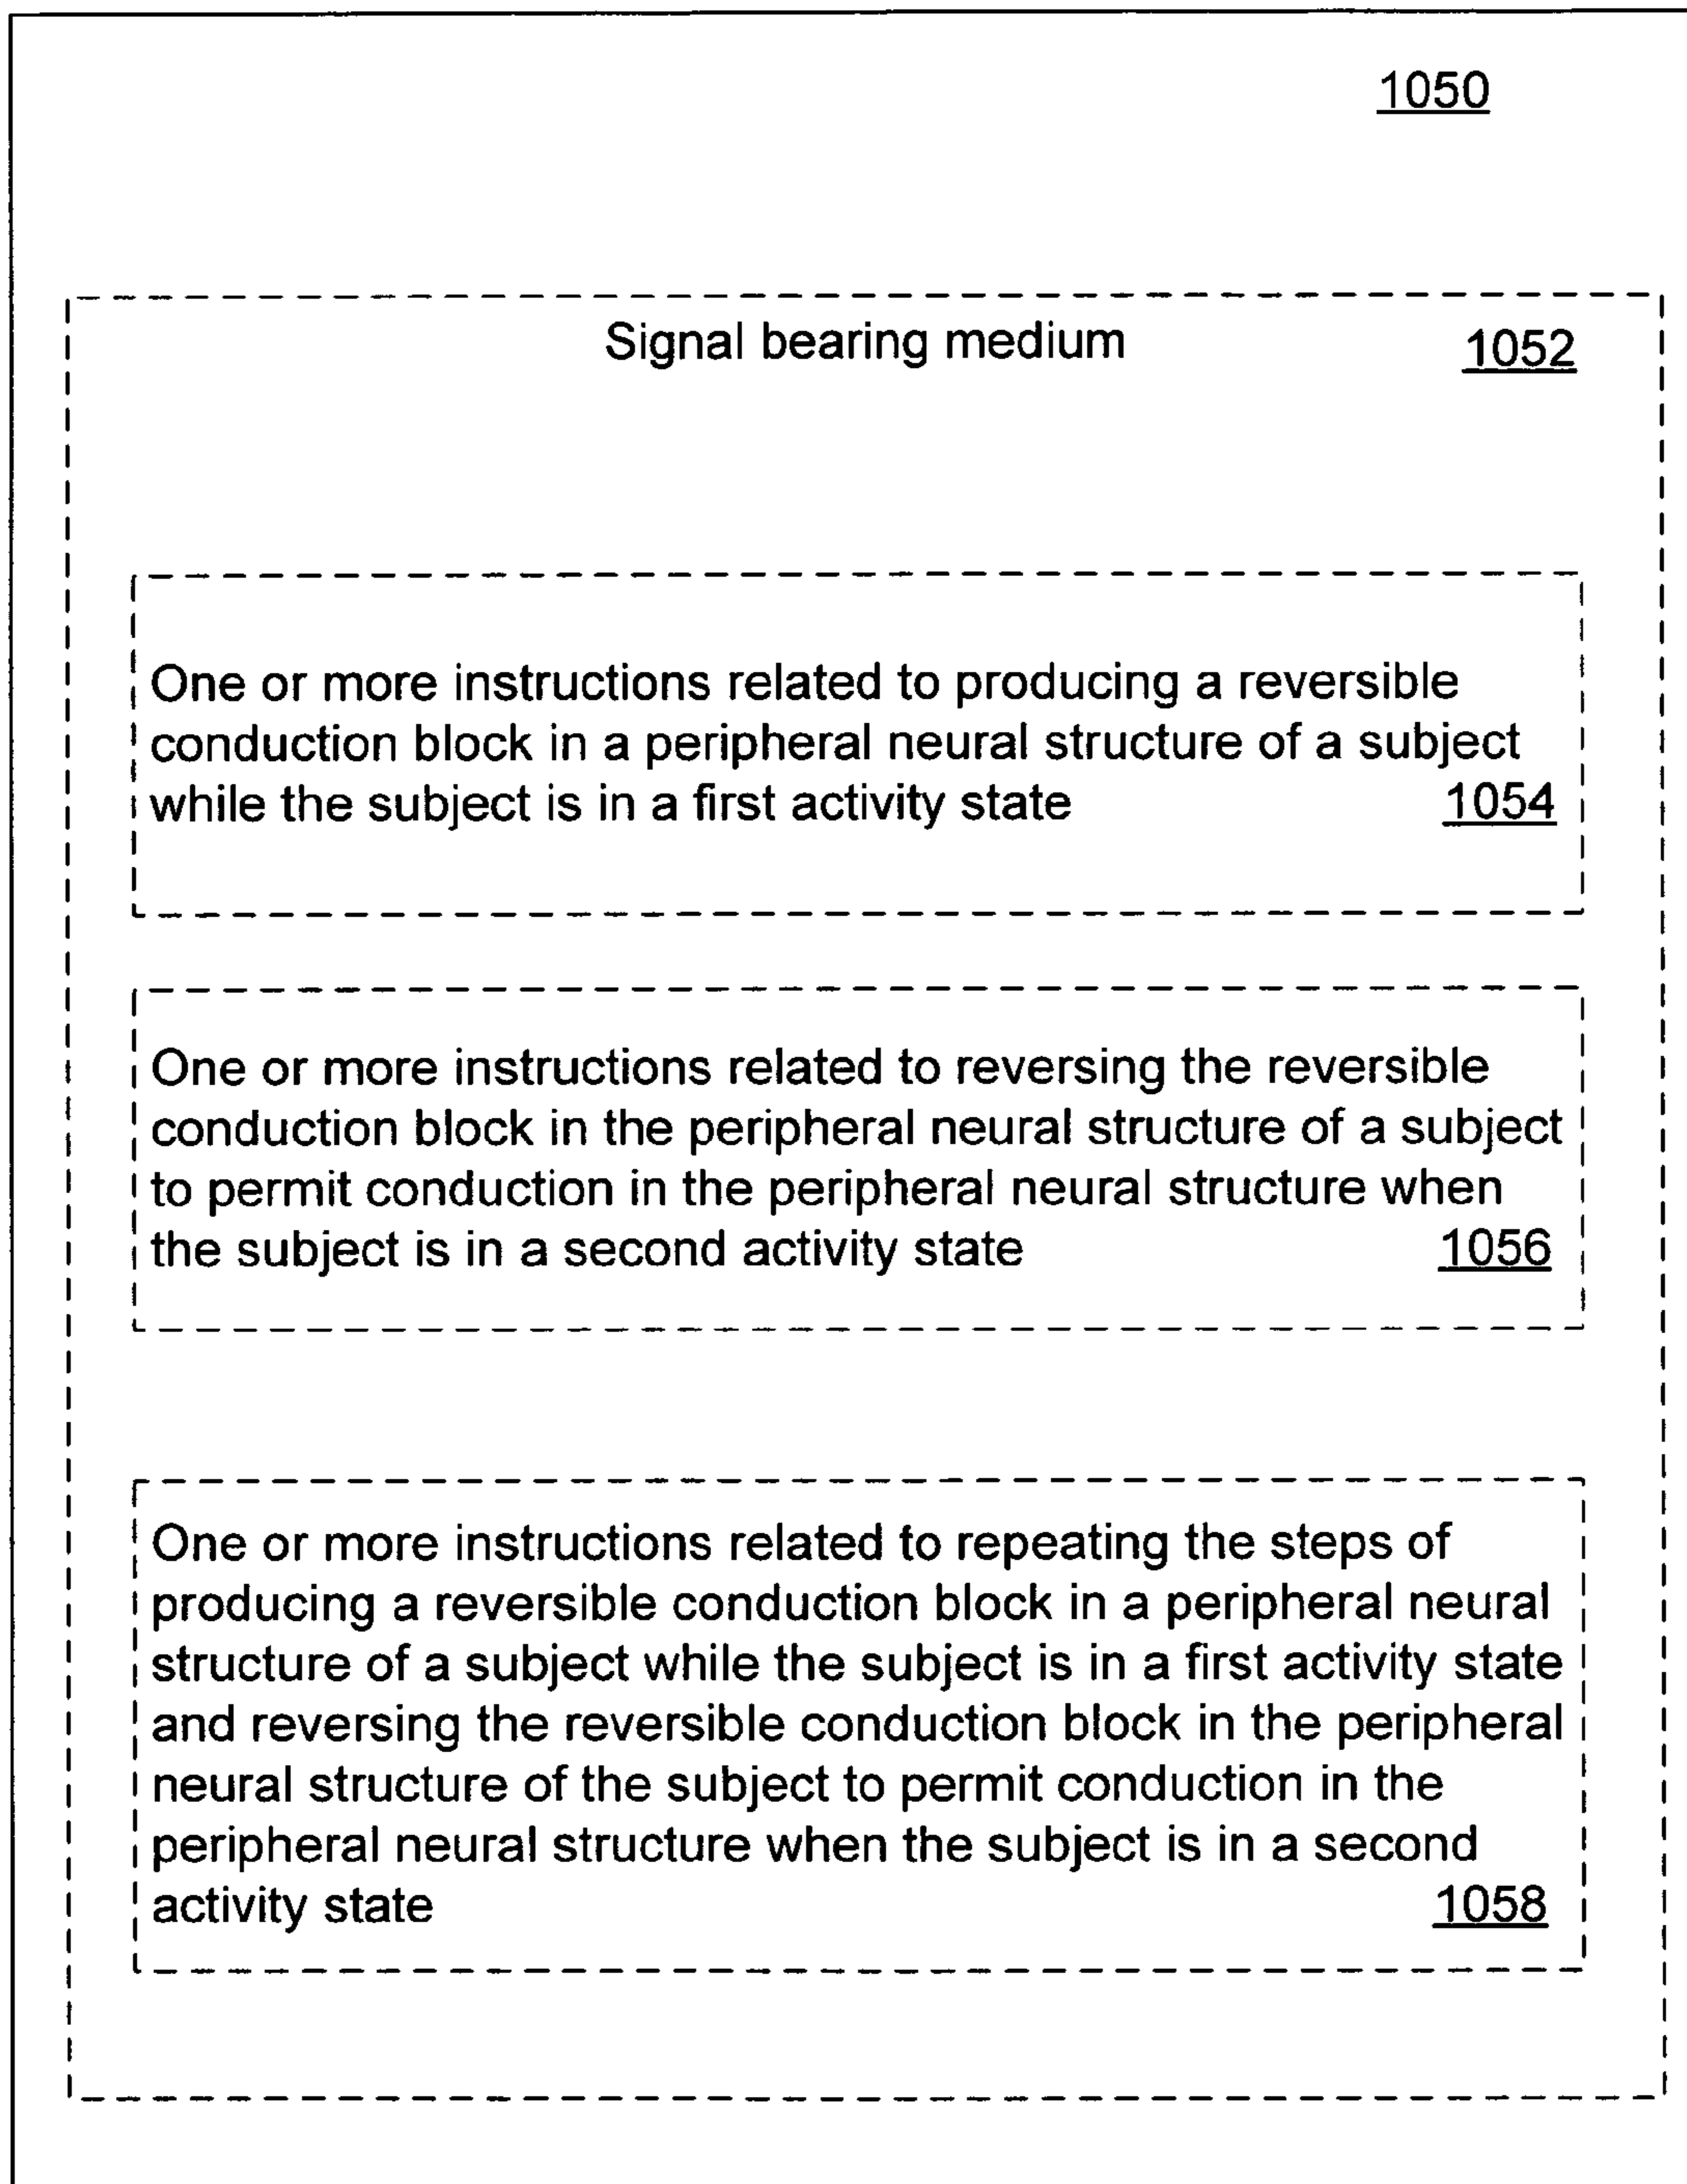 1050
Signal bearing medium 1052
One or more instructions related to producing a reversible
conduction block in a peripheral neural structure of a subject
while the subject is in a first activity state 1054
One or more instructions related to reversing the reversible
conduction block in the peripheral neural structure of a subject
to permit conduction in the peripheral neural structure when
the subject is in a second activity state 1056
One or more instructions related to repeating the steps of
producing a reversible conduction block in a peripheral neural
structure of a subject while the subject is in a first activity state
and reversing the reversible conduction block in the peripheral
neural structure of the subject to permit conduction in the
peripheral neural structure when the subject is in a second
activity state 1058